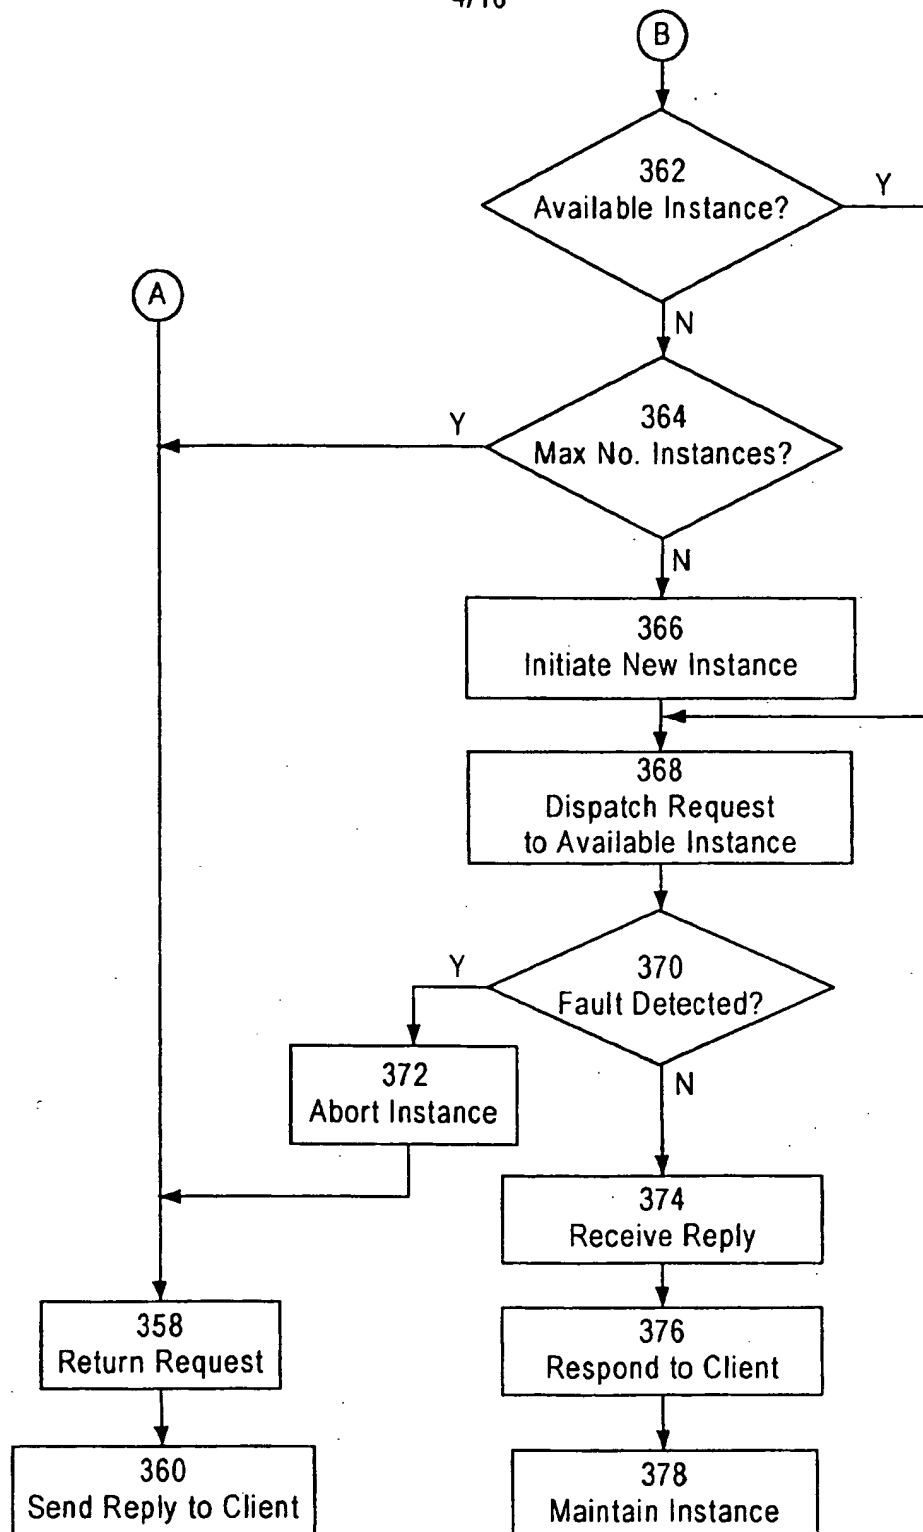 4/16
B
362
Available Instance?
Y
A
N
364
Max No. Instances?
Y
N
366
Initiate New Instance
368
Dispatch Request
to Available Instance
370
Fault Detected?
Y
372
Abort Instance
N
374
Receive Reply
358
Return Request
376
Respond to Client
360
Send Reply to Client
378
Maintain Instance